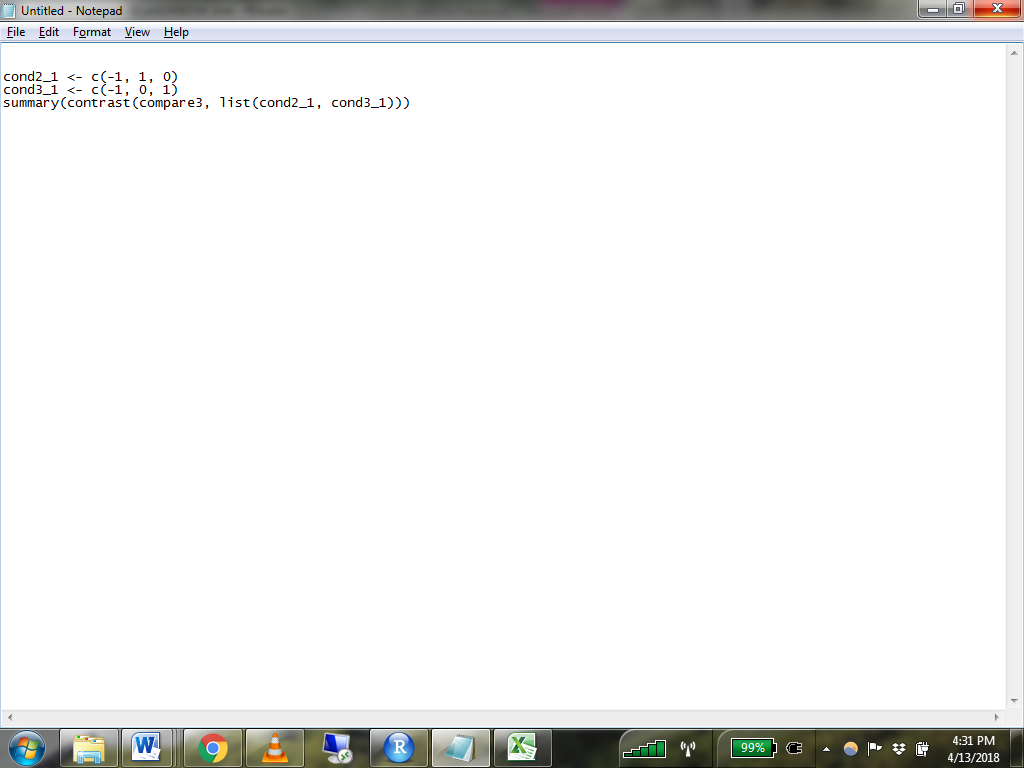 Untitled - Notepad
File Edit Format View Help
cond2_1 <- c(-1, 1, 0)
cond3_1 <- c(-1, 0, 1)
summary(contrast(compare3, list(cond2_1, cond3_1)))
99%
4:31 PM
4/13/2018